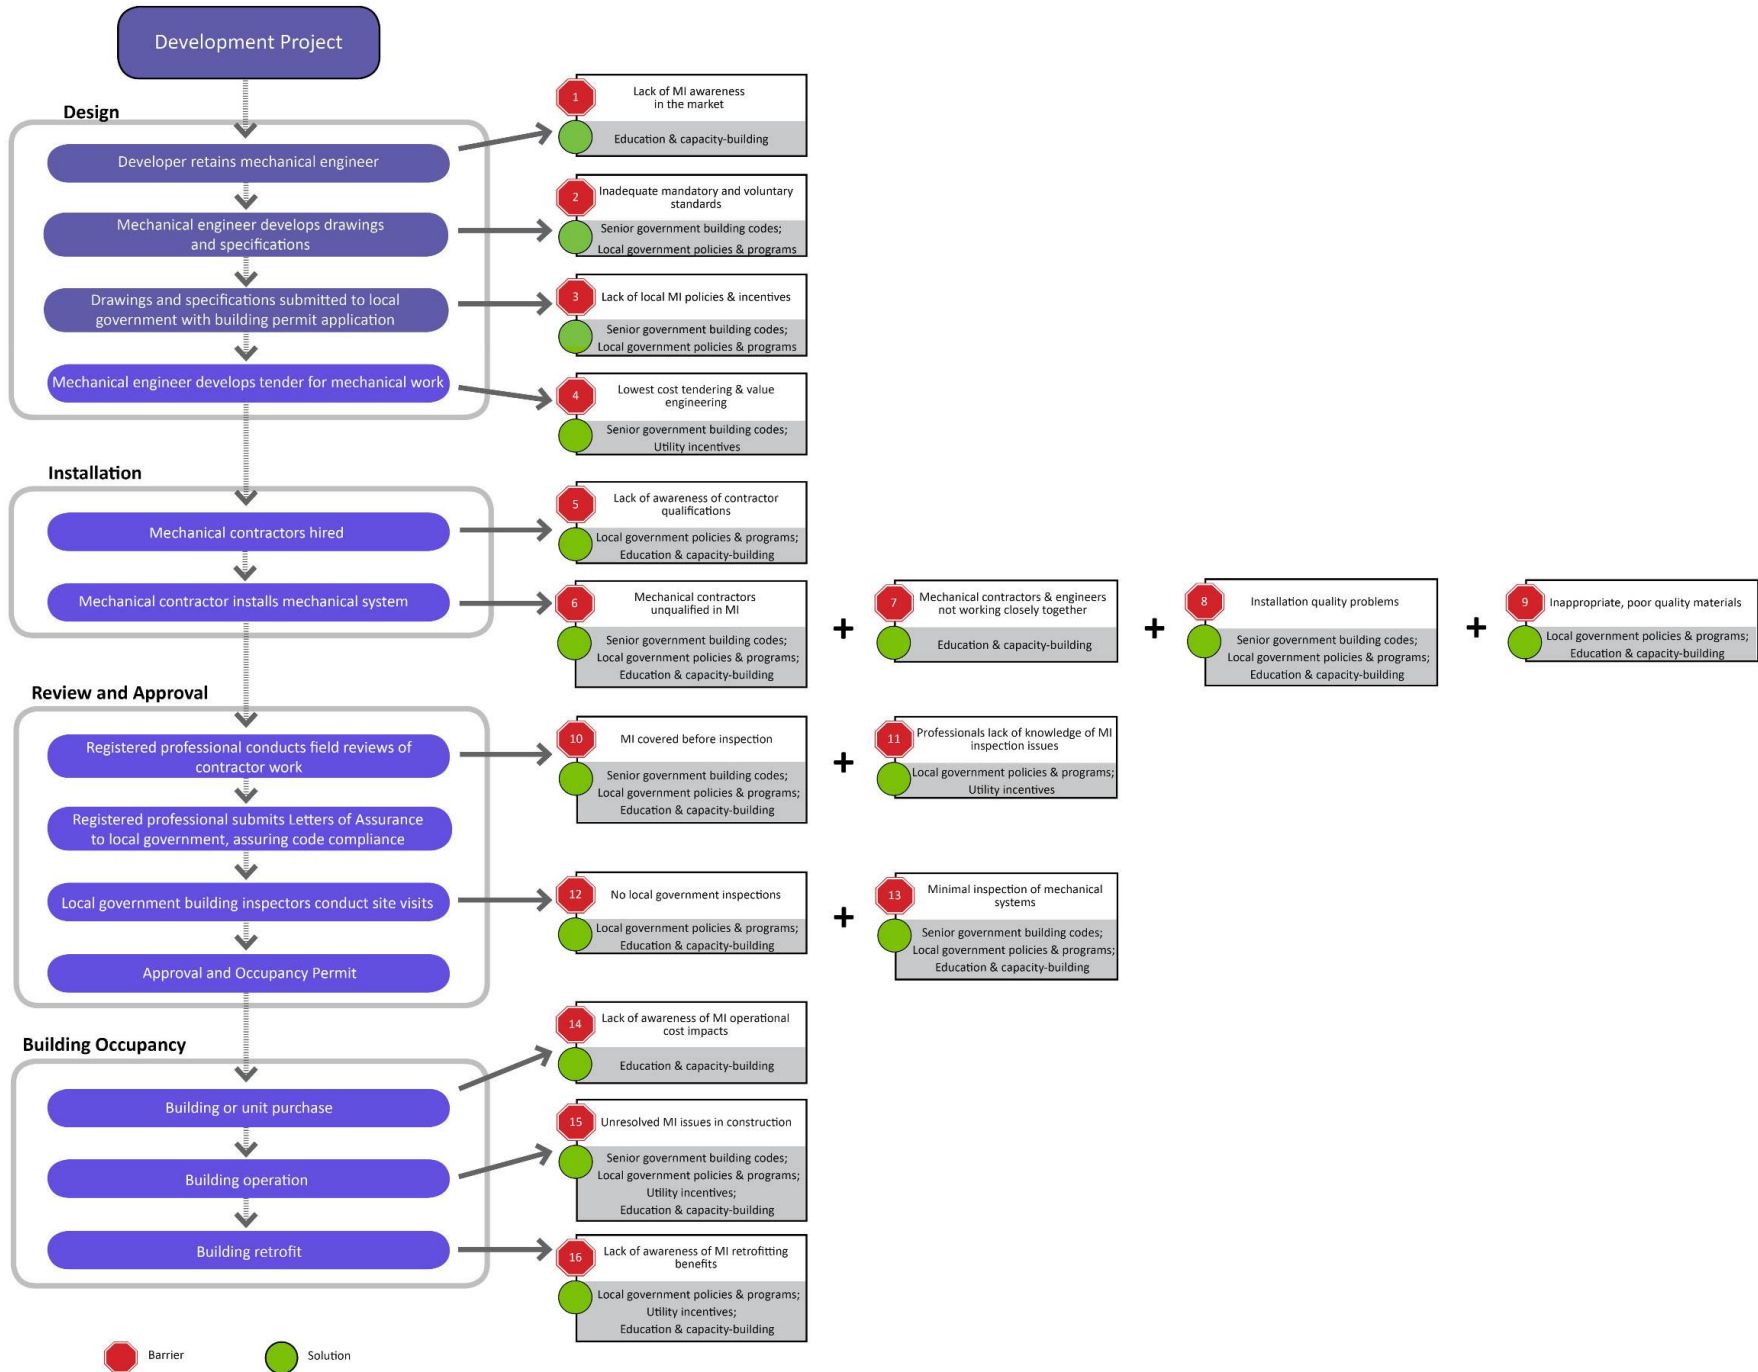 Development Project
Design
Developer retains mechanical engineer
Mechanical engineer develops drawings
and specifications
Drawings and specifications submitted to local
government with building permit application
Mechanical engineer develops tender for mechanical work
1
Lack of MI awareness
in the market
Education & capacity-building
2
Inadequate mandatory and voluntary
standards
Senior government building codes;
Local government policies & programs
3
Lack of local MI policies & incentives
Senior government building codes;
Local government policies & programs
4
Lowest cost tendering & value
engineering
Senior government building codes;
Utility incentives
Installation
Mechanical contractors hired
Mechanical contractor installs mechanical system
5
Lack of awareness of contractor
qualifications
Local government policies & programs;
Education & capacity-building
6
Mechanical contractors
unqualified in MI
Senior government building codes;
Local government policies & programs;
Education & capacity-building
+
7
Mechanical contractors & engineers
not working closely together
Education & capacity-building
+
8
Installation quality problems
Senior government building codes;
Local government policies & programs;
Education & capacity-building
+
9
Inappropriate, poor quality materials
Local government policies & programs;
Education & capacity-building
Review and Approval
Registered professional conducts field reviews of
contractor work
Registered professional submits Letters of Assurance
to local government, assuring code compliance
Local government building inspectors conduct site visits
Approval and Occupancy Permit
10
MI covered before inspection
Senior government building codes;
Local government policies & programs;
Education & capacity-building
+
11
Professionals lack of knowledge of MI
inspection issues
Local government policies & programs;
Utility incentives
12
No local government inspections
Local government policies & programs;
Education & capacity-building
+
13
Minimal inspection of mechanical
systems
Senior government building codes;
Local government policies & programs;
Education & capacity-building
Building Occupancy
Building or unit purchase
Building operation
Building retrofit
14
Lack of awareness of MI operational
cost impacts
Education & capacity-building
15
Unresolved MI issues in construction
Senior government building codes;
Local government policies & programs;
Utility incentives;
Education & capacity-building
16
Lack of awareness of MI retrofitting
benefits
Local government policies & programs;
Utility incentives;
Education & capacity-building
Barrier
Solution